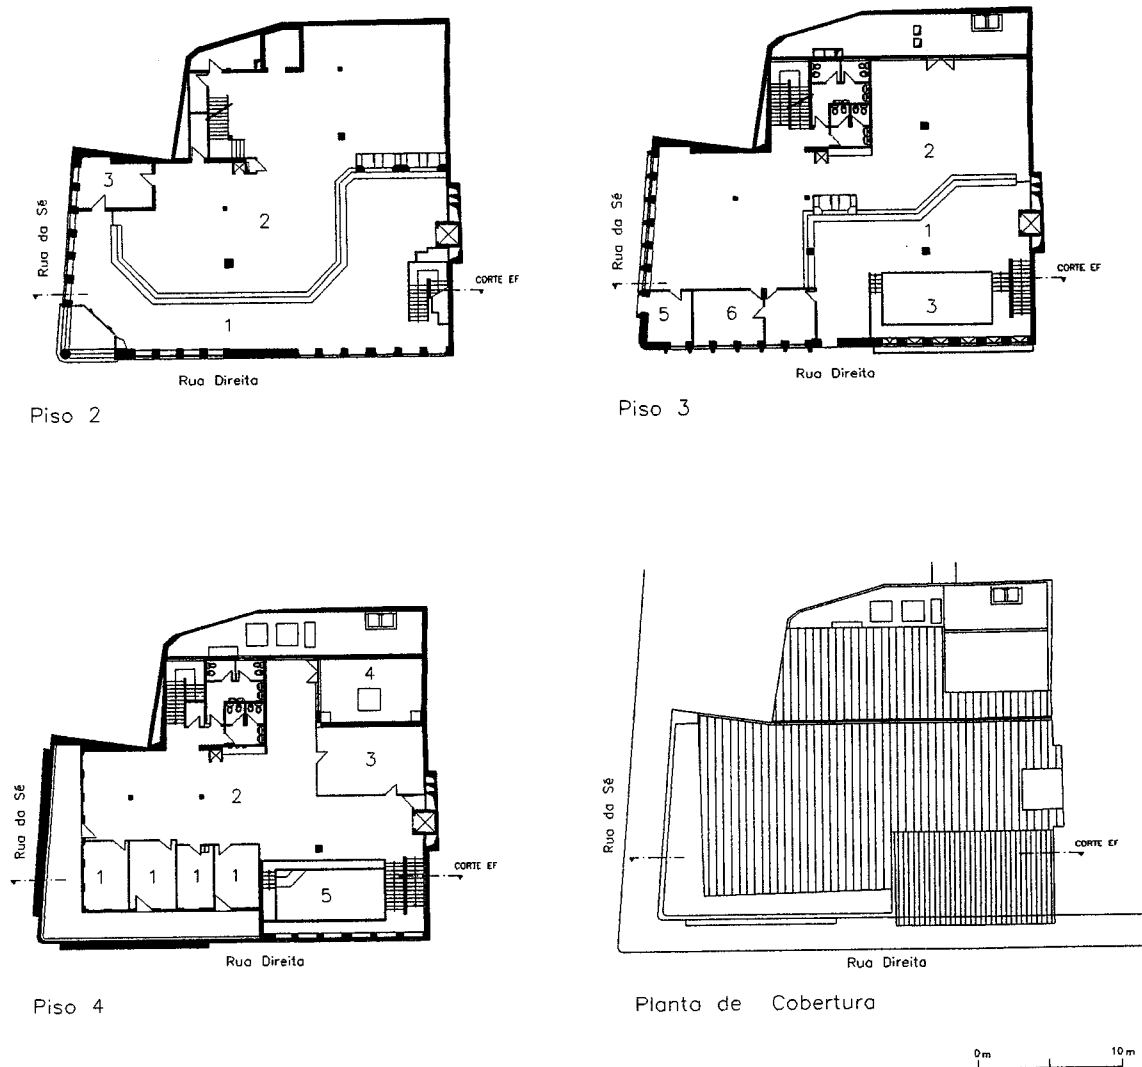 3
2
Rua da Sé
CORTE EF
1
Rua Direita
Piso 2
2
Rua da Sé
1
CORTE EF
5
6
3
Rua Direita
Piso 3
4
3
2
Rua da Sé
CORTE EF
1
1
1
1
5
Rua Direita
Piso 4
Rua da Sé
CORTE EF
Rua Direita
Planta de Cobertura
0m
10m